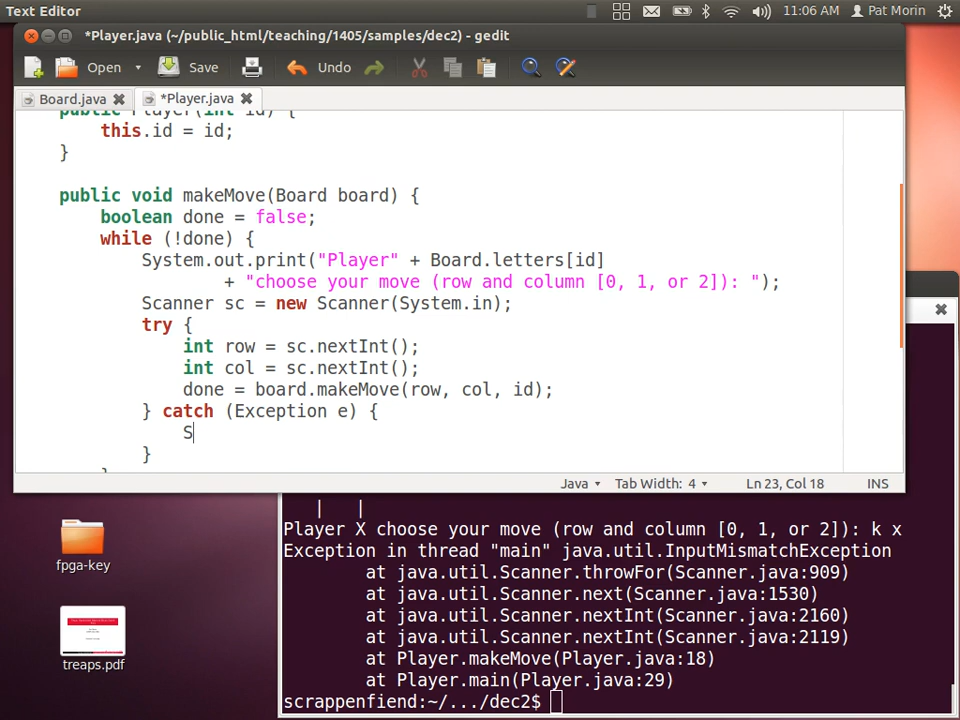 Text Editor
11:06 AM Pat Morin
*Player.java (~/public_html/teaching/1405/samples/dec2) - gedit
Open Save Undo
Board.java *Player.java
public Player(int id) {
this.id = id;
}
public void makeMove(Board board) {
boolean done = false;
while (!done) {
System.out.print("Player" + Board.letters[id]
+ "choose your move (row and column [0, 1, or 2]): ");
Scanner sc = new Scanner(System.in);
try {
int row = sc.nextInt();
int col = sc.nextInt();
done = board.makeMove(row, col, id);
} catch (Exception e) {
S
}
}
Java Tab Width: 4 Ln 23, Col 18 INS
| |
Player X choose your move (row and column [0, 1, or 2]): k x
Exception in thread "main" java.util.InputMismatchException
at java.util.Scanner.throwFor(Scanner.java:909)
at java.util.Scanner.next(Scanner.java:1530)
at java.util.Scanner.nextInt(Scanner.java:2160)
at java.util.Scanner.nextInt(Scanner.java:2119)
at Player.makeMove(Player.java:18)
at Player.main(Player.java:29)
scrappenfiend:~/.../dec2$
fpga-key
treaps.pdf